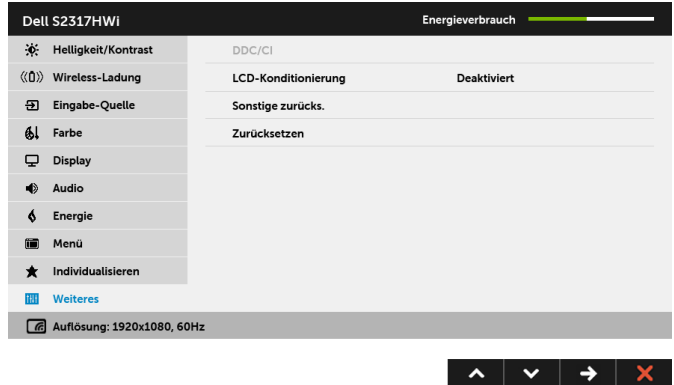 Dell S2317HWi
Energieverbrauch
Helligkeit/Kontrast
DDC/CI
Wireless-Ladung
LCD-Konditionierung Deaktiviert
Eingabe-Quelle
Sonstige zurücks.
Farbe
Zurücksetzen
Display
Audio
Energie
Menü
Individualisieren
Weiteres
Auflösung: 1920x1080, 60Hz